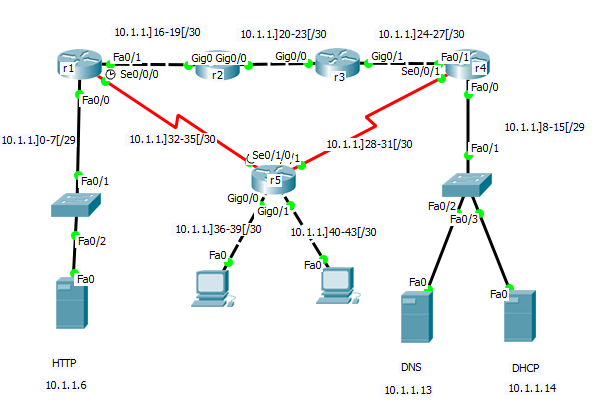 10.1.1.]16-19[/30
10.1.1.]20-23[/30
10.1.1.]24-27[/30
Fa0/1
Gig0
Gig0/0
Gig0/0
Gig0/1
Fa0/1
r1
Se0/0/0
r2
r3
Se0/0/1
r4
Fa0/0
Fa0/0
10.1.1.]0-7[/29
10.1.1.]32-35[/30
10.1.1.]28-31[/30
10.1.1.]8-15[/29
Se0/1/0
r5
Fa0/1
Fa0/1
Gig0/0
Gig0/1
Fa0/2
Fa0/3
10.1.1.]36-39[/30
10.1.1.]40-43[/30
Fa0/2
Fa0
Fa0
Fa0
Fa0
Fa0
HTTP
DNS
DHCP
10.1.1.6
10.1.1.13
10.1.1.14